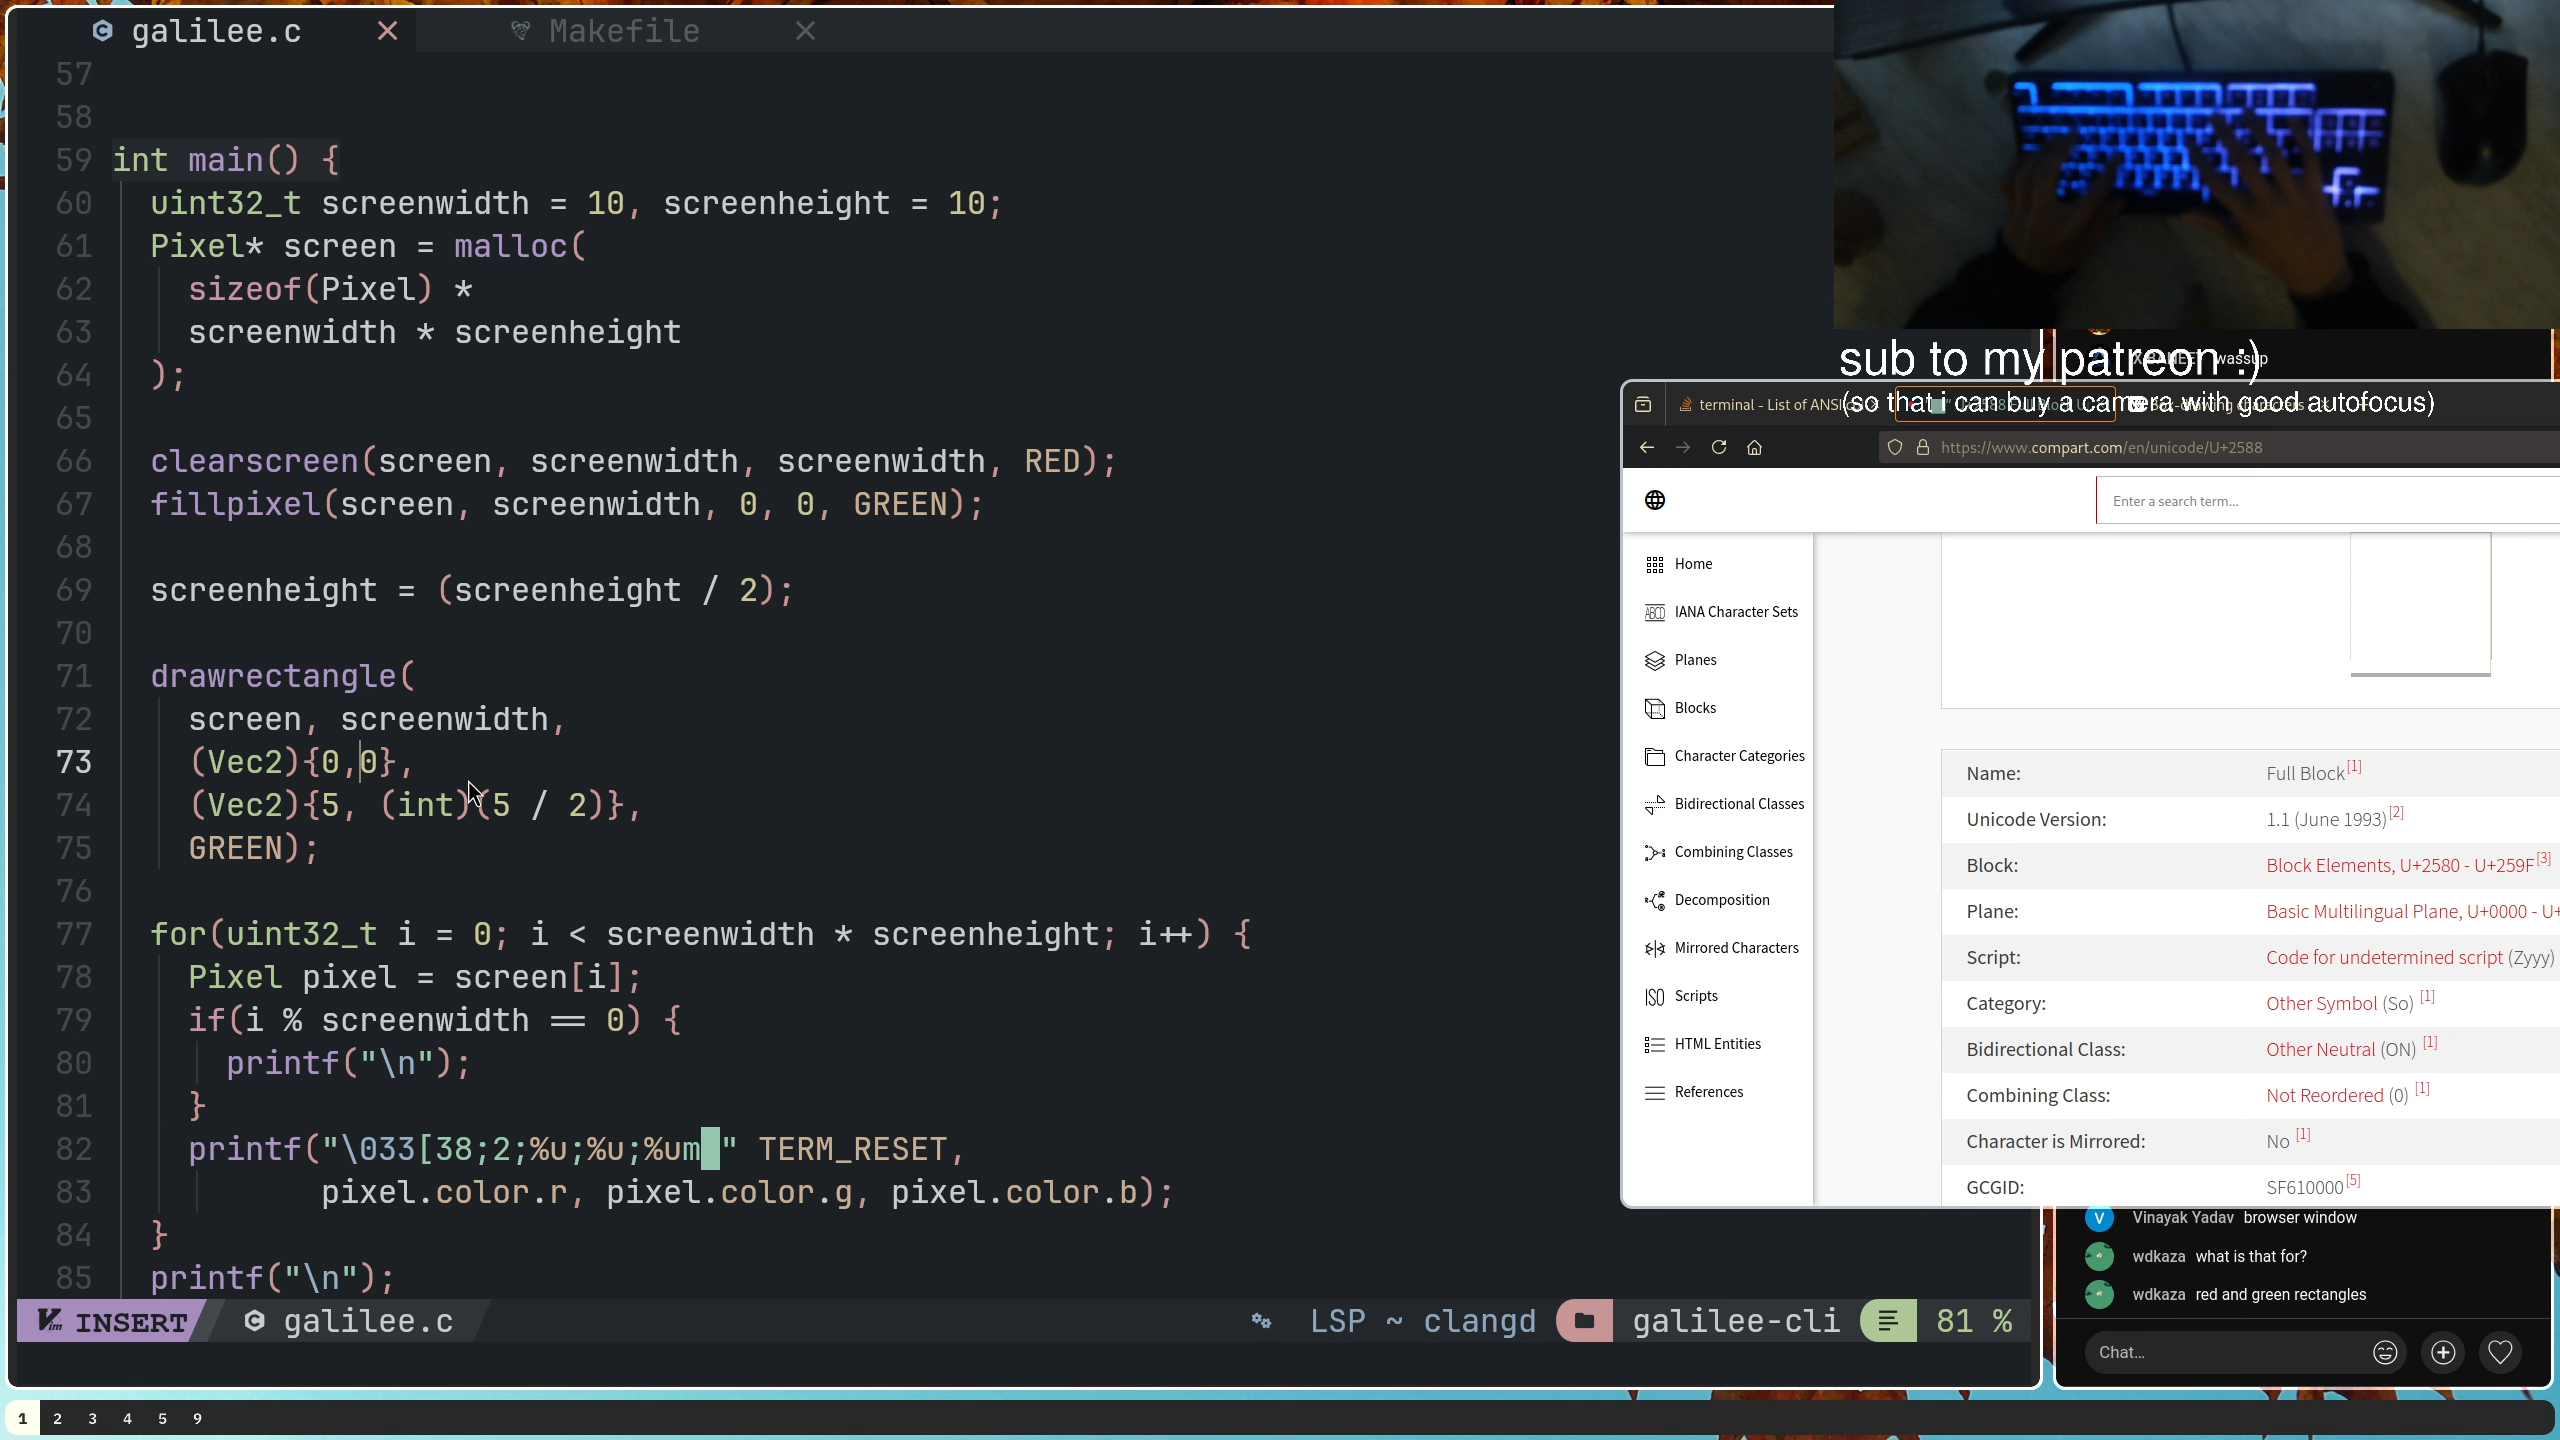 galilee.c
Makefile
57
58
59 int main() {
60 uint32_t screenwidth = 10, screenheight = 10;
61 Pixel* screen = malloc(
62 sizeof(Pixel) *
63 screenwidth * screenheight
64 );
65
66 clearscreen(screen, screenwidth, screenwidth, RED);
67 fillpixel(screen, screenwidth, 0, 0, GREEN);
68
69 screenheight = (screenheight / 2);
70
71 drawrectangle(
72 screen, screenwidth,
73 (Vec2){0,0},
74 (Vec2){5, (int)(5 / 2)},
75 GREEN);
76
77 for(uint32_t i = 0; i < screenwidth * screenheight; i++) {
78 Pixel pixel = screen[i];
79 if(i % screenwidth == 0) {
80 printf("\n");
81 }
82 printf("\033[38;2;%u;%u;%um█" TERM_RESET,
83 pixel.color.r, pixel.color.g, pixel.color.b);
84 }
85 printf("\n");
INSERT galilee.c LSP ~ clangd galilee-cli 81 %
1 2 3 4 5 9
sub to my patreon :)
wassup
(so that i can buy a camera with good autofocus)
terminal - List of ANSI
https://www.compart.com/en/unicode/U+2588
Enter a search term...
Home
IANA Character Sets
Planes
Blocks
Character Categories
Bidirectional Classes
Combining Classes
Decomposition
Mirrored Characters
Scripts
HTML Entities
References
Name: Full Block[1]
Unicode Version: 1.1 (June 1993)[2]
Block: Block Elements, U+2580 - U+259F[3]
Plane: Basic Multilingual Plane, U+0000 - U+
Script: Code for undetermined script (Zyyy)
Category: Other Symbol (So) [1]
Bidirectional Class: Other Neutral (ON) [1]
Combining Class: Not Reordered (0) [1]
Character is Mirrored: No [1]
GCGID: SF610000[5]
V Vinayak Yadav browser window
wdkaza what is that for?
wdkaza red and green rectangles
Chat...